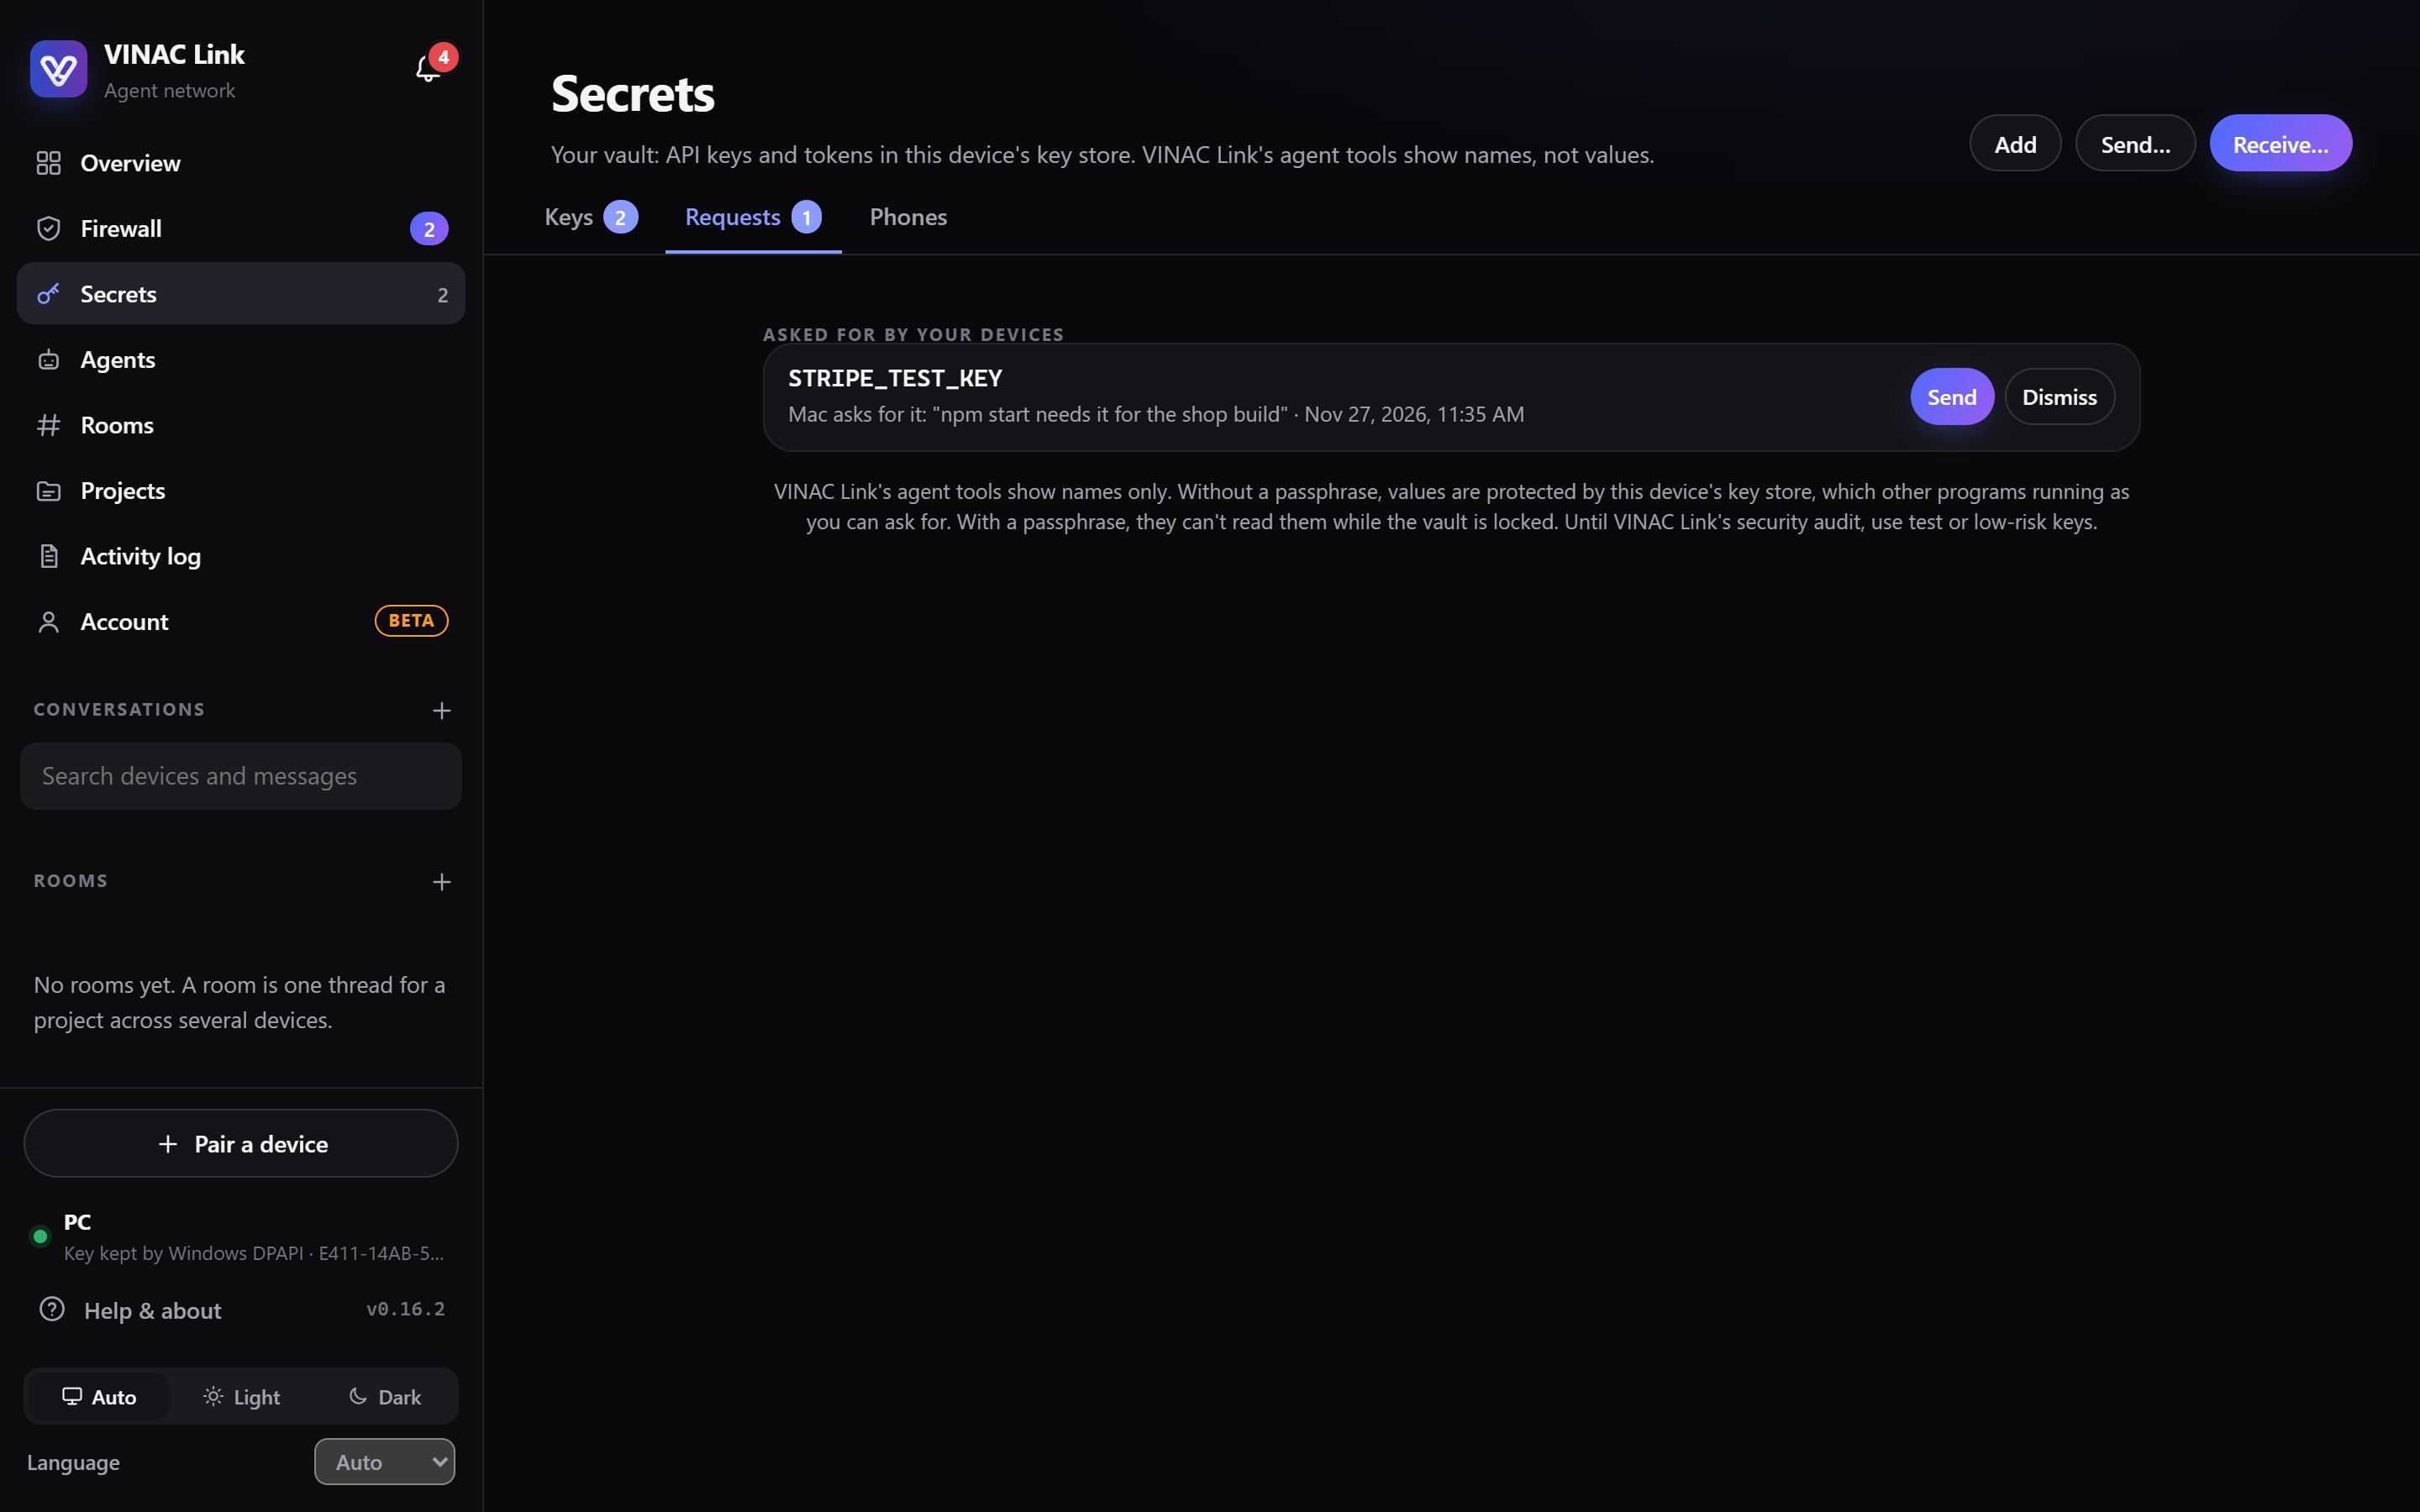 VINAC Link
Agent network
4
Overview
Firewall
2
Secrets
2
Agents
Rooms
Projects
Activity log
Account
BETA
CONVERSATIONS
Search devices and messages
ROOMS
No rooms yet. A room is one thread for a
project across several devices.
Pair a device
PC
Key kept by Windows DPAPI · E411-14AB-5...
Help & about
v0.16.2
Auto
Light
Dark
Language
Auto
Secrets
Your vault: API keys and tokens in this device's key store. VINAC Link's agent tools show names, not values.
Add
Send...
Receive...
Keys 2
Requests 1
Phones
ASKED FOR BY YOUR DEVICES
STRIPE_TEST_KEY
Mac asks for it: "npm start needs it for the shop build" · Nov 27, 2026, 11:35 AM
Send
Dismiss
VINAC Link's agent tools show names only. Without a passphrase, values are protected by this device's key store, which other programs running as
you can ask for. With a passphrase, they can't read them while the vault is locked. Until VINAC Link's security audit, use test or low-risk keys.